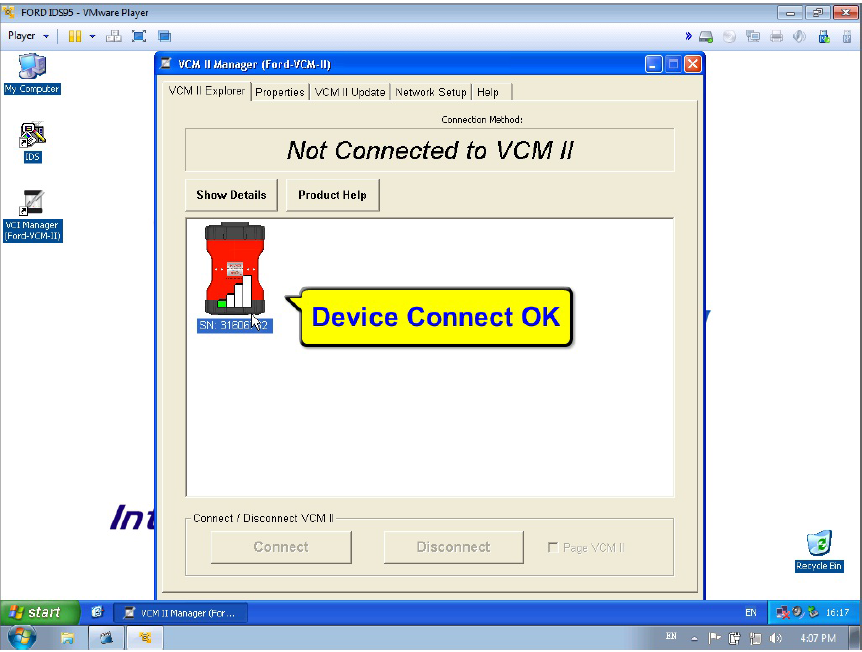 FORD IDS95 - VMware Player
Player
VCM II Manager (Ford-VCM-II)
My Computer
IDS
VCI Manager
(Ford-VCM-II)
VCM II Explorer
Properties
VCM II Update
Network Setup
Help
Connection Method:
Not Connected to VCM II
Show Details
Product Help
SN: 31606
Device Connect OK
Connect / Disconnect VCM II
Connect
Disconnect
Page VCM II
Int
Recycle Bin
start
VCM II Manager (For...
EN
16:17
EN
4:07 PM